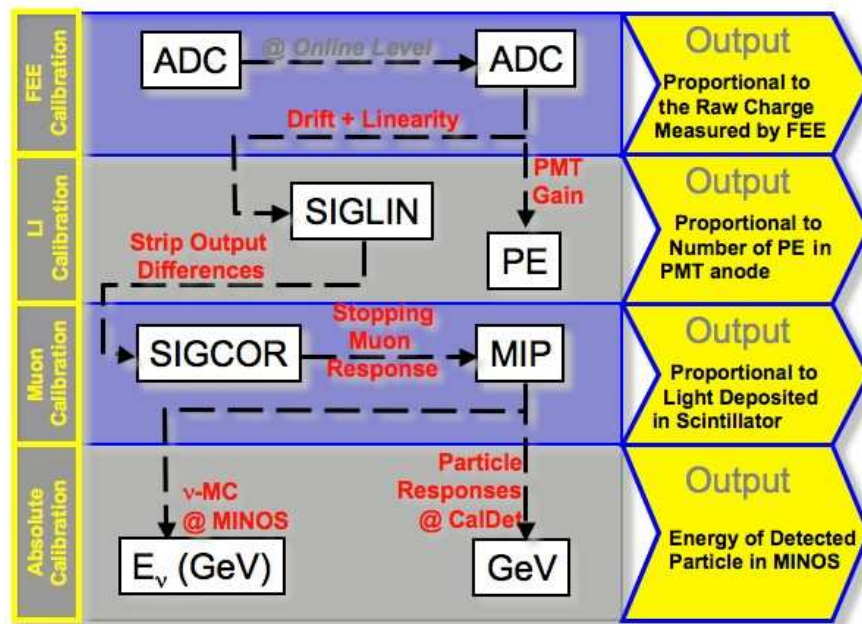 FEE
Calibration
ADC
@ Online Level
ADC
Drift + Linearity
Output
Proportional to
the Raw Charge
Measured by FEE
LI
Calibration
SIGLIN
PMT
Gain
PE
Strip Output
Differences
Output
Proportional to
Number of PE in
PMT anode
Muon
Calibration
SIGCOR
Stopping
Muon
Response
MIP
Output
Proportional to
Light Deposited
in Scintillator
Absolute
Calibration
ν-MC
@ MINOS
Particle
Responses
@ CalDet
Eν (GeV)
GeV
Output
Energy of Detected
Particle in MINOS